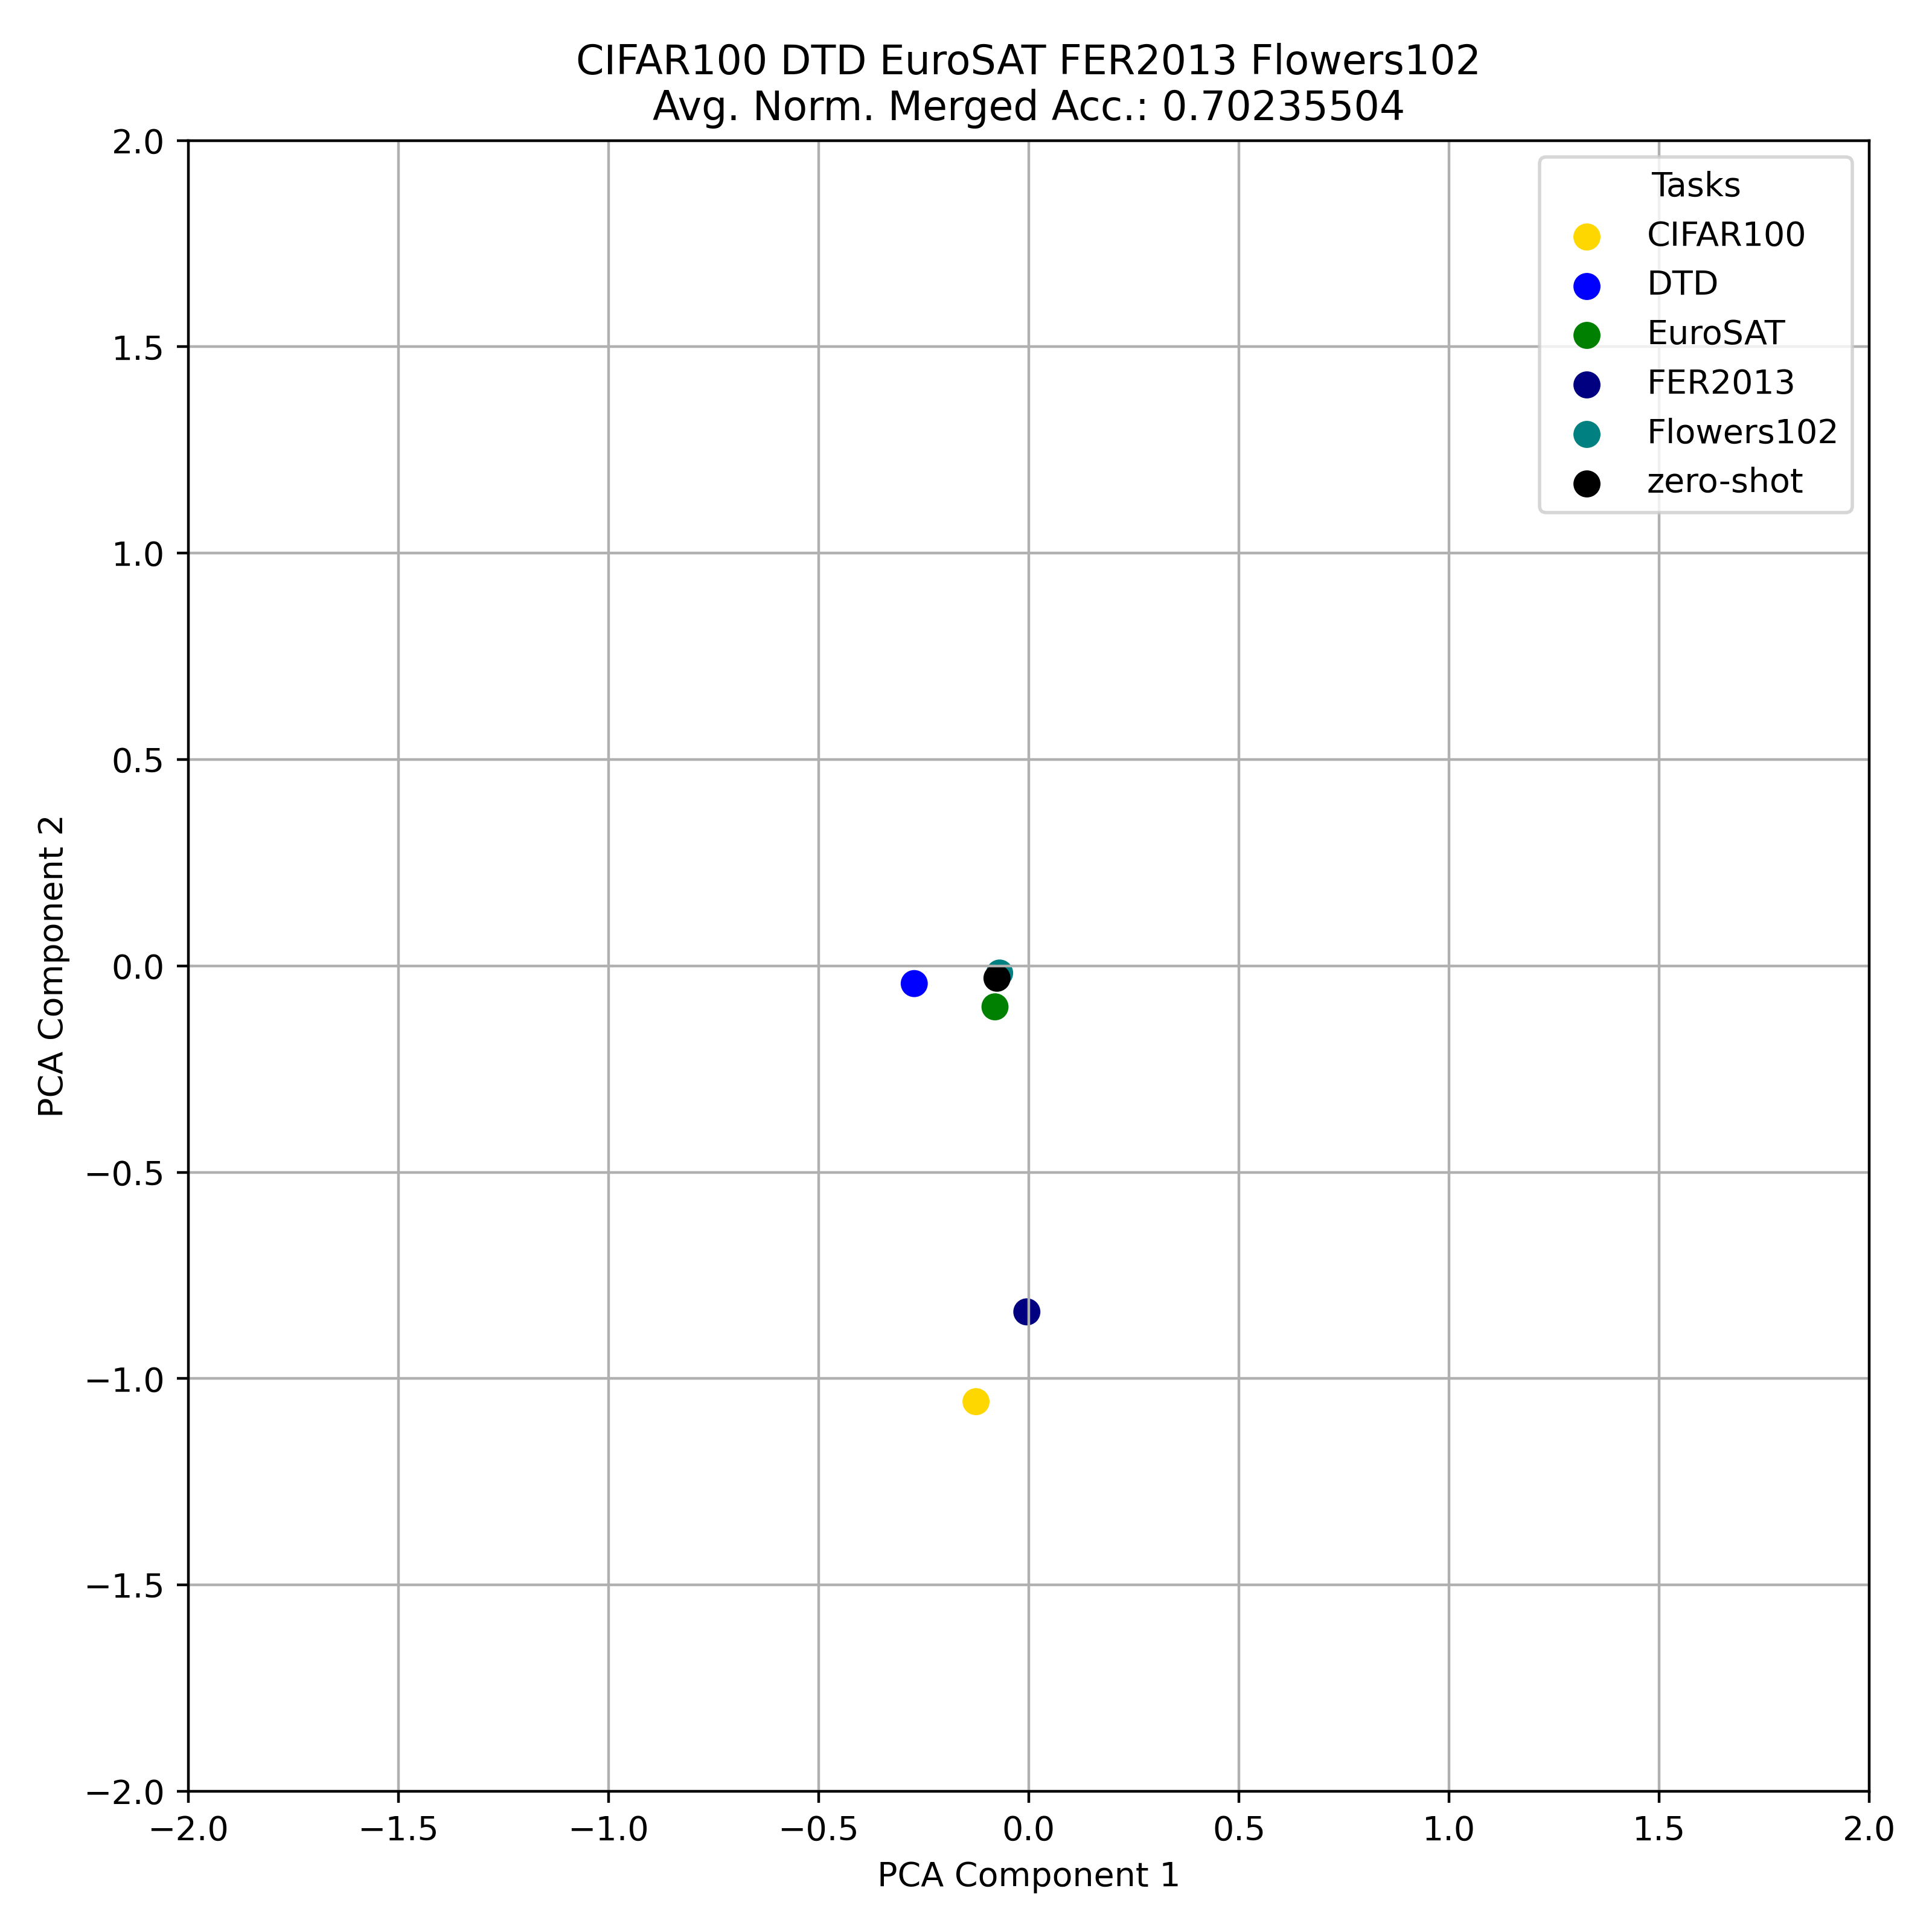 CIFAR100 DTD EuroSAT FER2013 Flowers102
Avg. Norm. Merged Acc.: 0.70235504
Tasks
CIFAR100
DTD
EuroSAT
FER2013
Flowers102
zero-shot
2.0
1.5
1.0
0.5
0.0
−0.5
−1.0
−1.5
−2.0
PCA Component 2
−2.0 −1.5 −1.0 −0.5 0.0 0.5 1.0 1.5 2.0
PCA Component 1